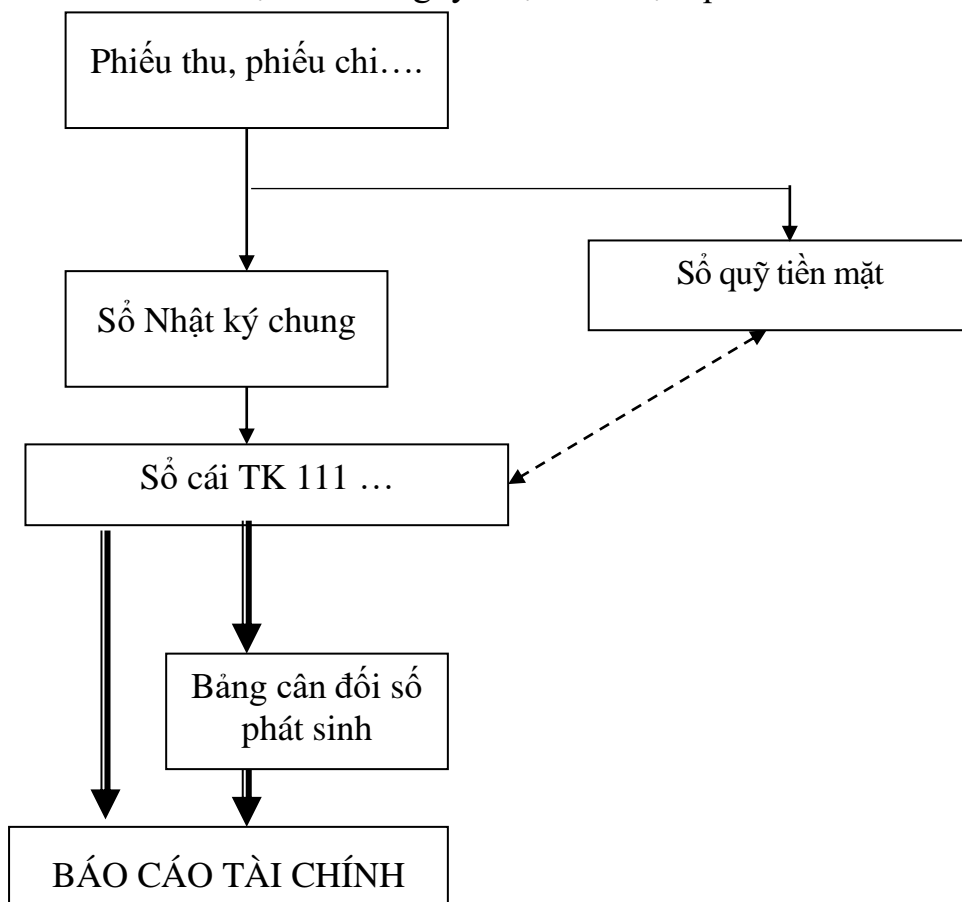 Phiếu thu, phiếu chi….
Sổ quỹ tiền mặt
Sổ Nhật ký chung
Sổ cái TK 111 …
Bảng cân đối số
phát sinh
BÁO CÁO TÀI CHÍNH